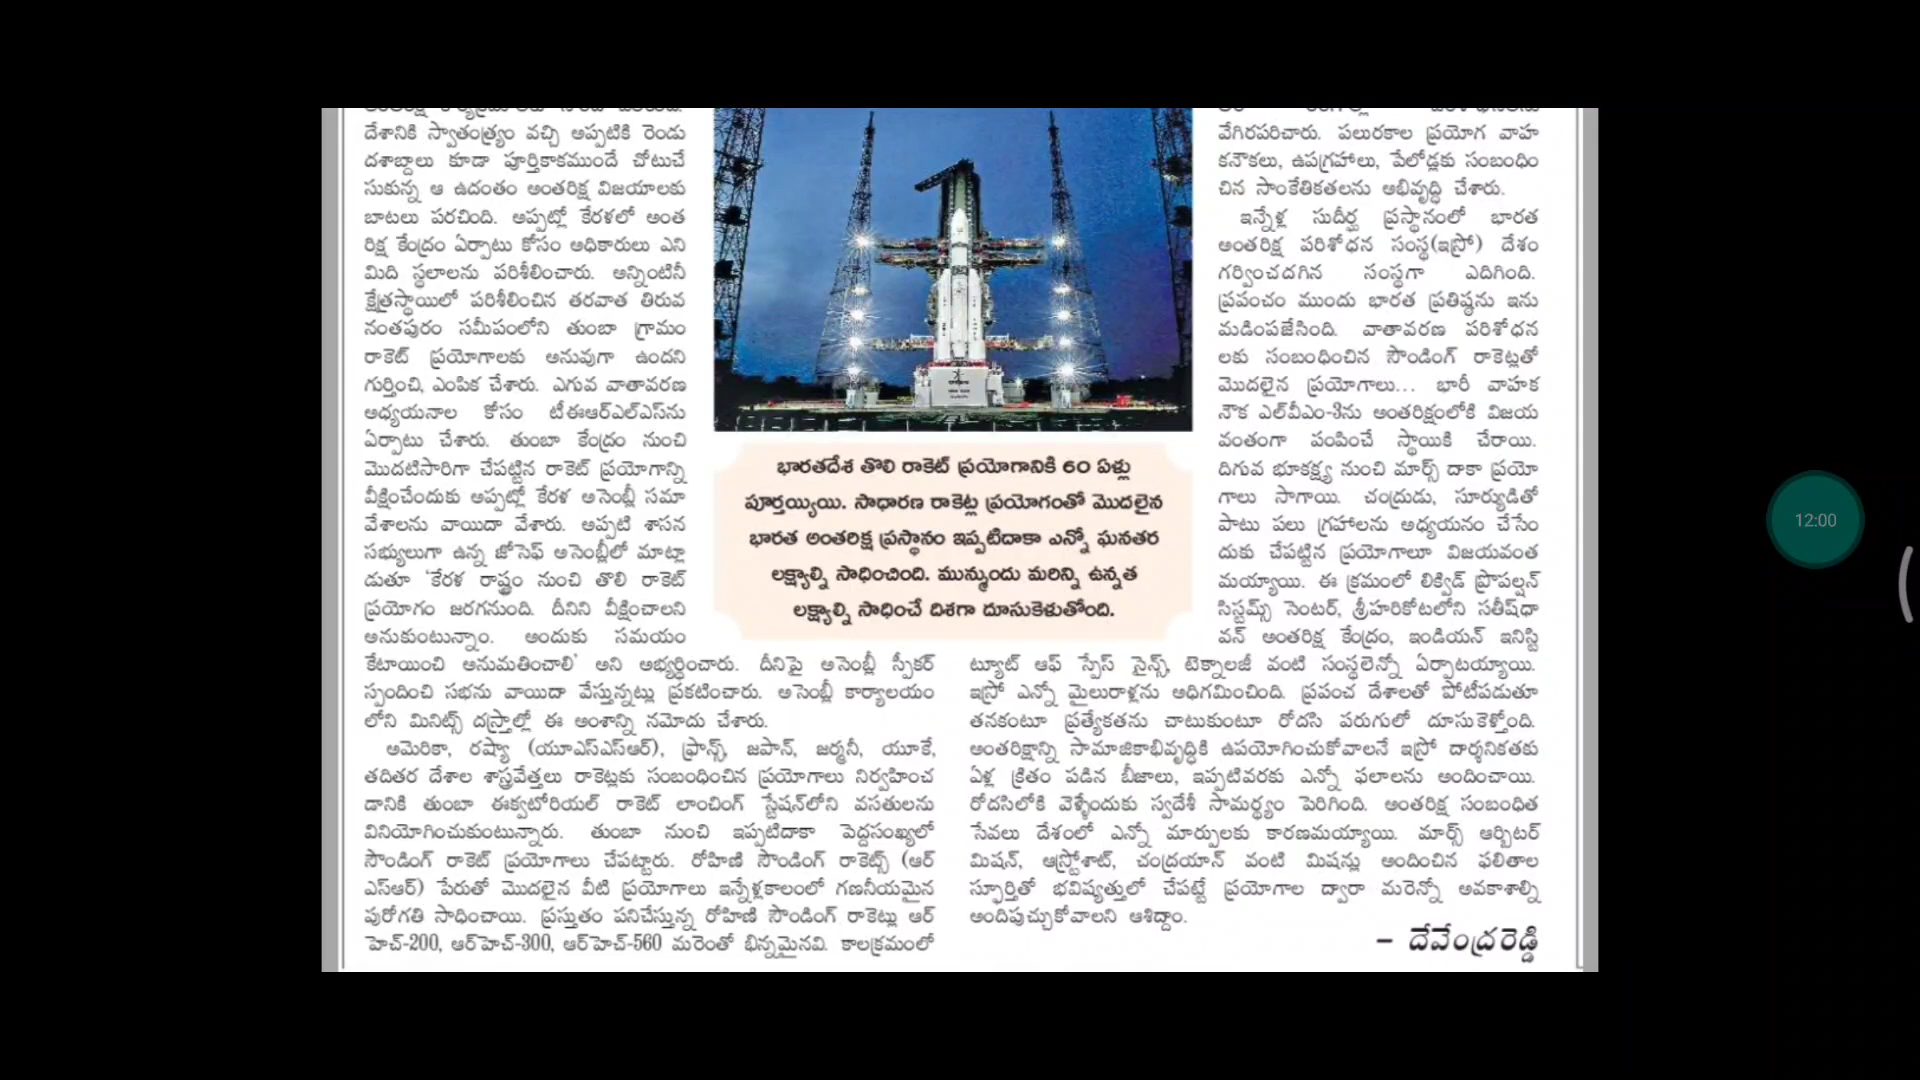 దేశానికి స్వాతంత్ర్యం వచ్చి అప్పటికి రెండు
దశాబ్దాలు కూడా పూర్తికాకముందే చోటుచే
సుకున్న ఆ ఉదంతం అంతరిక్ష విజయాలకు
బాటలు పరచింది. అప్పట్లో కేరళలో అంత
రిక్ష కేంద్రం ఏర్పాటు కోసం అధికారులు ఎని
మిది స్థలాలను పరిశీలించారు. అన్నింటినీ
క్షేత్రస్థాయిలో పరిశీలించిన తరవాత తిరువ
నంతపురం సమీపంలోని తుంబా గ్రామం
రాకెట్ ప్రయోగాలకు అనువుగా ఉందని
గుర్తించి, ఎంపిక చేశారు. ఎగువ వాతావరణ
అధ్యయనాల కోసం టీఈఆర్ఎల్ఎస్‌ను
ఏర్పాటు చేశారు. తుంబా కేంద్రం నుంచి
మొదటిసారిగా చేపట్టిన రాకెట్ ప్రయోగాన్ని
వీక్షించేందుకు అప్పట్లో కేరళ అసెంబ్లీ సమా
వేశాలను వాయిదా వేశారు. అప్పటి శాసన
సభ్యులుగా ఉన్న జోసెఫ్ అసెంబ్లీలో మాట్లా
డుతూ ‘కేరళ రాష్ట్రం నుంచి తొలి రాకెట్
ప్రయోగం జరగనుంది. దీనిని వీక్షించాలని
అనుకుంటున్నాం. అందుకు సమయం
కేటాయించి అనుమతించాలి’ అని అభ్యర్థించారు. దీనిపై అసెంబ్లీ స్పీకర్
స్పందించి సభను వాయిదా వేస్తున్నట్లు ప్రకటించారు. అసెంబ్లీ కార్యాలయం
లోని మినిట్స్ దస్త్రాల్లో ఈ అంశాన్ని నమోదు చేశారు.
అమెరికా, రష్యా (యూఎస్ఎస్ఆర్), ఫ్రాన్స్, జపాన్, జర్మనీ, యూకే,
తదితర దేశాల శాస్త్రవేత్తలు రాకెట్లకు సంబంధించిన ప్రయోగాలు నిర్వహించ
డానికి తుంబా ఈక్వటోరియల్ రాకెట్ లాంచింగ్ స్టేషన్‌లోని వసతులను
వినియోగించుకుంటున్నారు. తుంబా నుంచి ఇప్పటిదాకా పెద్దసంఖ్యలో
సౌండింగ్ రాకెట్ ప్రయోగాలు చేపట్టారు. రోహిణి సౌండింగ్ రాకెట్స్ (ఆర్
ఎస్ఆర్) పేరుతో మొదలైన వీటి ప్రయోగాలు ఇన్నేళ్లకాలంలో గణనీయమైన
పురోగతి సాధించాయి. ప్రస్తుతం పనిచేస్తున్న రోహిణి సౌండింగ్ రాకెట్లు ఆర్
హెచ్-200, ఆర్‌హెచ్-300, ఆర్‌హెచ్-560 మరెంతో భిన్నమైనవి. కాలక్రమంలో
భారతదేశ తొలి రాకెట్ ప్రయోగానికి 60 ఏళ్లు
పూర్తయ్యాయి. సాధారణ రాకెట్ల ప్రయోగంతో మొదలైన
భారత అంతరిక్ష ప్రస్థానం ఇప్పటిదాకా ఎన్నో ఘనతర
లక్ష్యాల్ని సాధించింది. మున్ముందు మరిన్ని ఉన్నత
లక్ష్యాల్ని సాధించే దిశగా దూసుకెళుతోంది.
వేగిరపరిచారు. పలురకాల ప్రయోగ వాహ
కనౌకలు, ఉపగ్రహాలు, పేలోడ్లకు సంబంధిం
చిన సాంకేతికతలను అభివృద్ధి చేశారు.
ఇన్నేళ్ల సుదీర్ఘ ప్రస్థానంలో భారత
అంతరిక్ష పరిశోధన సంస్థ(ఇస్రో) దేశం
గర్వించదగిన సంస్థగా ఎదిగింది.
ప్రపంచం ముందు భారత ప్రతిష్ఠను ఇను
మడింపజేసింది. వాతావరణ పరిశోధన
లకు సంబంధించిన సౌండింగ్ రాకెట్లతో
మొదలైన ప్రయోగాలు... భారీ వాహక
నౌక ఎల్‌వీఎం-3ను అంతరిక్షంలోకి విజయ
వంతంగా పంపించే స్థాయికి చేరాయి.
దిగువ భూకక్ష్య నుంచి మార్స్ దాకా ప్రయో
గాలు సాగాయి. చంద్రుడు, సూర్యుడితో
పాటు పలు గ్రహాలను అధ్యయనం చేసేం
దుకు చేపట్టిన ప్రయోగాలూ విజయవంత
మయ్యాయి. ఈ క్రమంలో లిక్విడ్ ప్రొపల్షన్
సిస్టమ్స్ సెంటర్, శ్రీహరికోటలోని సతీష్‌ధా
వన్ అంతరిక్ష కేంద్రం, ఇండియన్ ఇనిస్టి
ట్యూట్ ఆఫ్ స్పేస్ సైన్స్, టెక్నాలజీ వంటి సంస్థలెన్నో ఏర్పాటయ్యాయి.
ఇస్రో ఎన్నో మైలురాళ్లను అధిగమించింది. ప్రపంచ దేశాలతో పోటీపడుతూ
తనకంటూ ప్రత్యేకతను చాటుకుంటూ రోదసి పరుగులో దూసుకెళ్తోంది.
అంతరిక్షాన్ని సామాజికాభివృద్ధికి ఉపయోగించుకోవాలనే ఇస్రో దార్శనికతకు
ఏళ్ల క్రితం పడిన బీజాలు, ఇప్పటివరకు ఎన్నో ఫలాలను అందించాయి.
రోదసిలోకి వెళ్ళేందుకు స్వదేశీ సామర్థ్యం పెరిగింది. అంతరిక్ష సంబంధిత
సేవలు దేశంలో ఎన్నో మార్పులకు కారణమయ్యాయి. మార్స్ ఆర్బిటర్
మిషన్, ఆస్ట్రోశాట్, చంద్రయాన్ వంటి మిషన్లు అందించిన ఫలితాల
స్ఫూర్తితో భవిష్యత్తులో చేపట్టే ప్రయోగాల ద్వారా మరెన్నో అవకాశాల్ని
అందిపుచ్చుకోవాలని ఆశిద్దాం.
– దేవేంద్రరెడ్డి
12:00